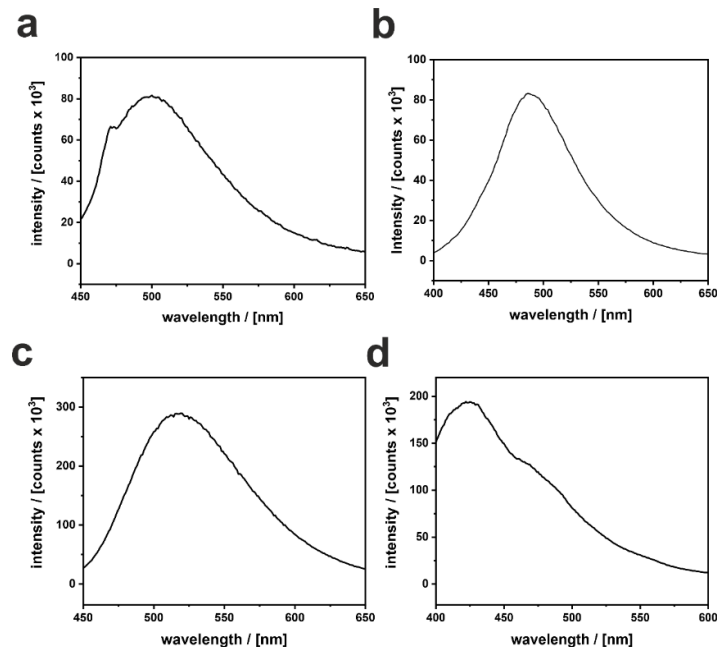 a
100
80
60
40
20
0
intensity / [counts x 10³]
450 500 550 600 650
wavelength / [nm]
b
100
80
60
40
20
0
Intensity / [counts x 10³]
400 450 500 550 600 650
wavelength / [nm]
c
300
200
100
0
intensity / [counts x 10³]
450 500 550 600 650
wavelength / [nm]
d
200
150
100
50
0
intensity / [counts x 10³]
400 450 500 550 600
wavelength / [nm]